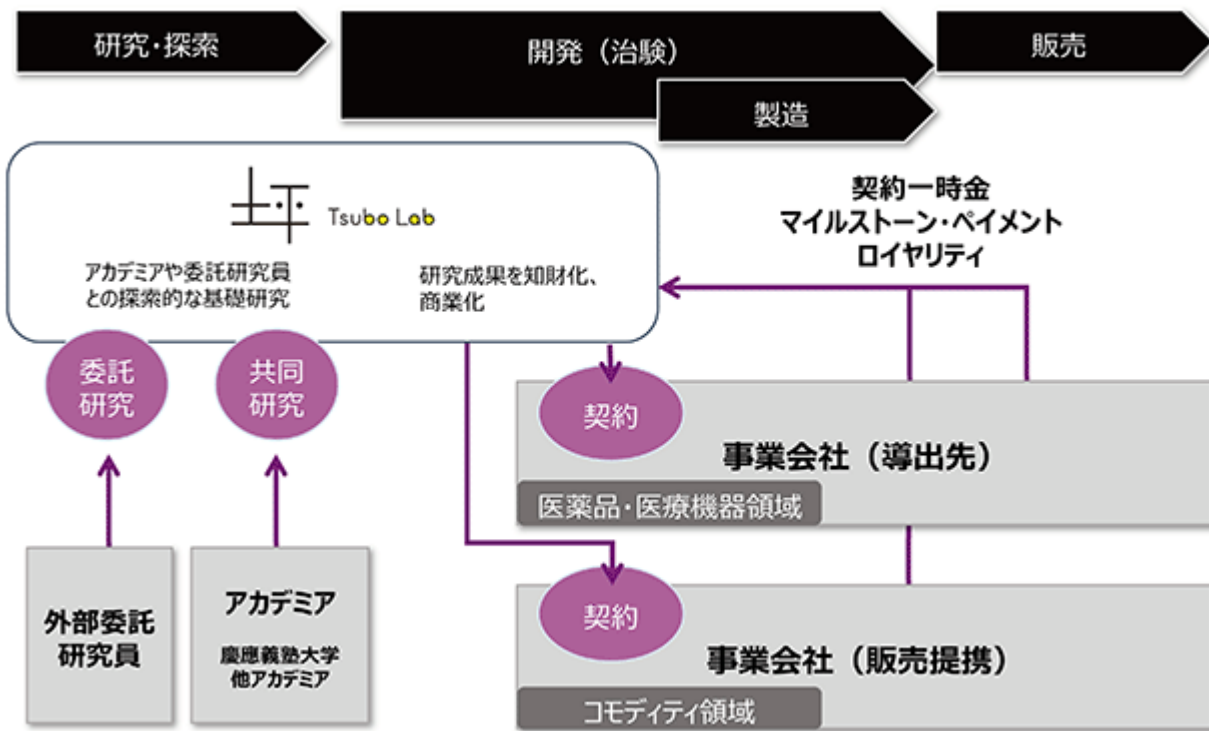 研究・探索
開発（治験）
販売
製造
坪
Tsubo Lab
アカデミアや委託研究員
との探索的な基礎研究
研究成果を知財化、
商業化
契約一時金
マイルストーン・ペイメント
ロイヤリティ
委託
研究
共同
研究
契約
事業会社（導出先）
医薬品・医療機器領域
外部委託
研究員
アカデミア
慶應義塾大学
他アカデミア
契約
事業会社（販売提携）
コモディティ領域